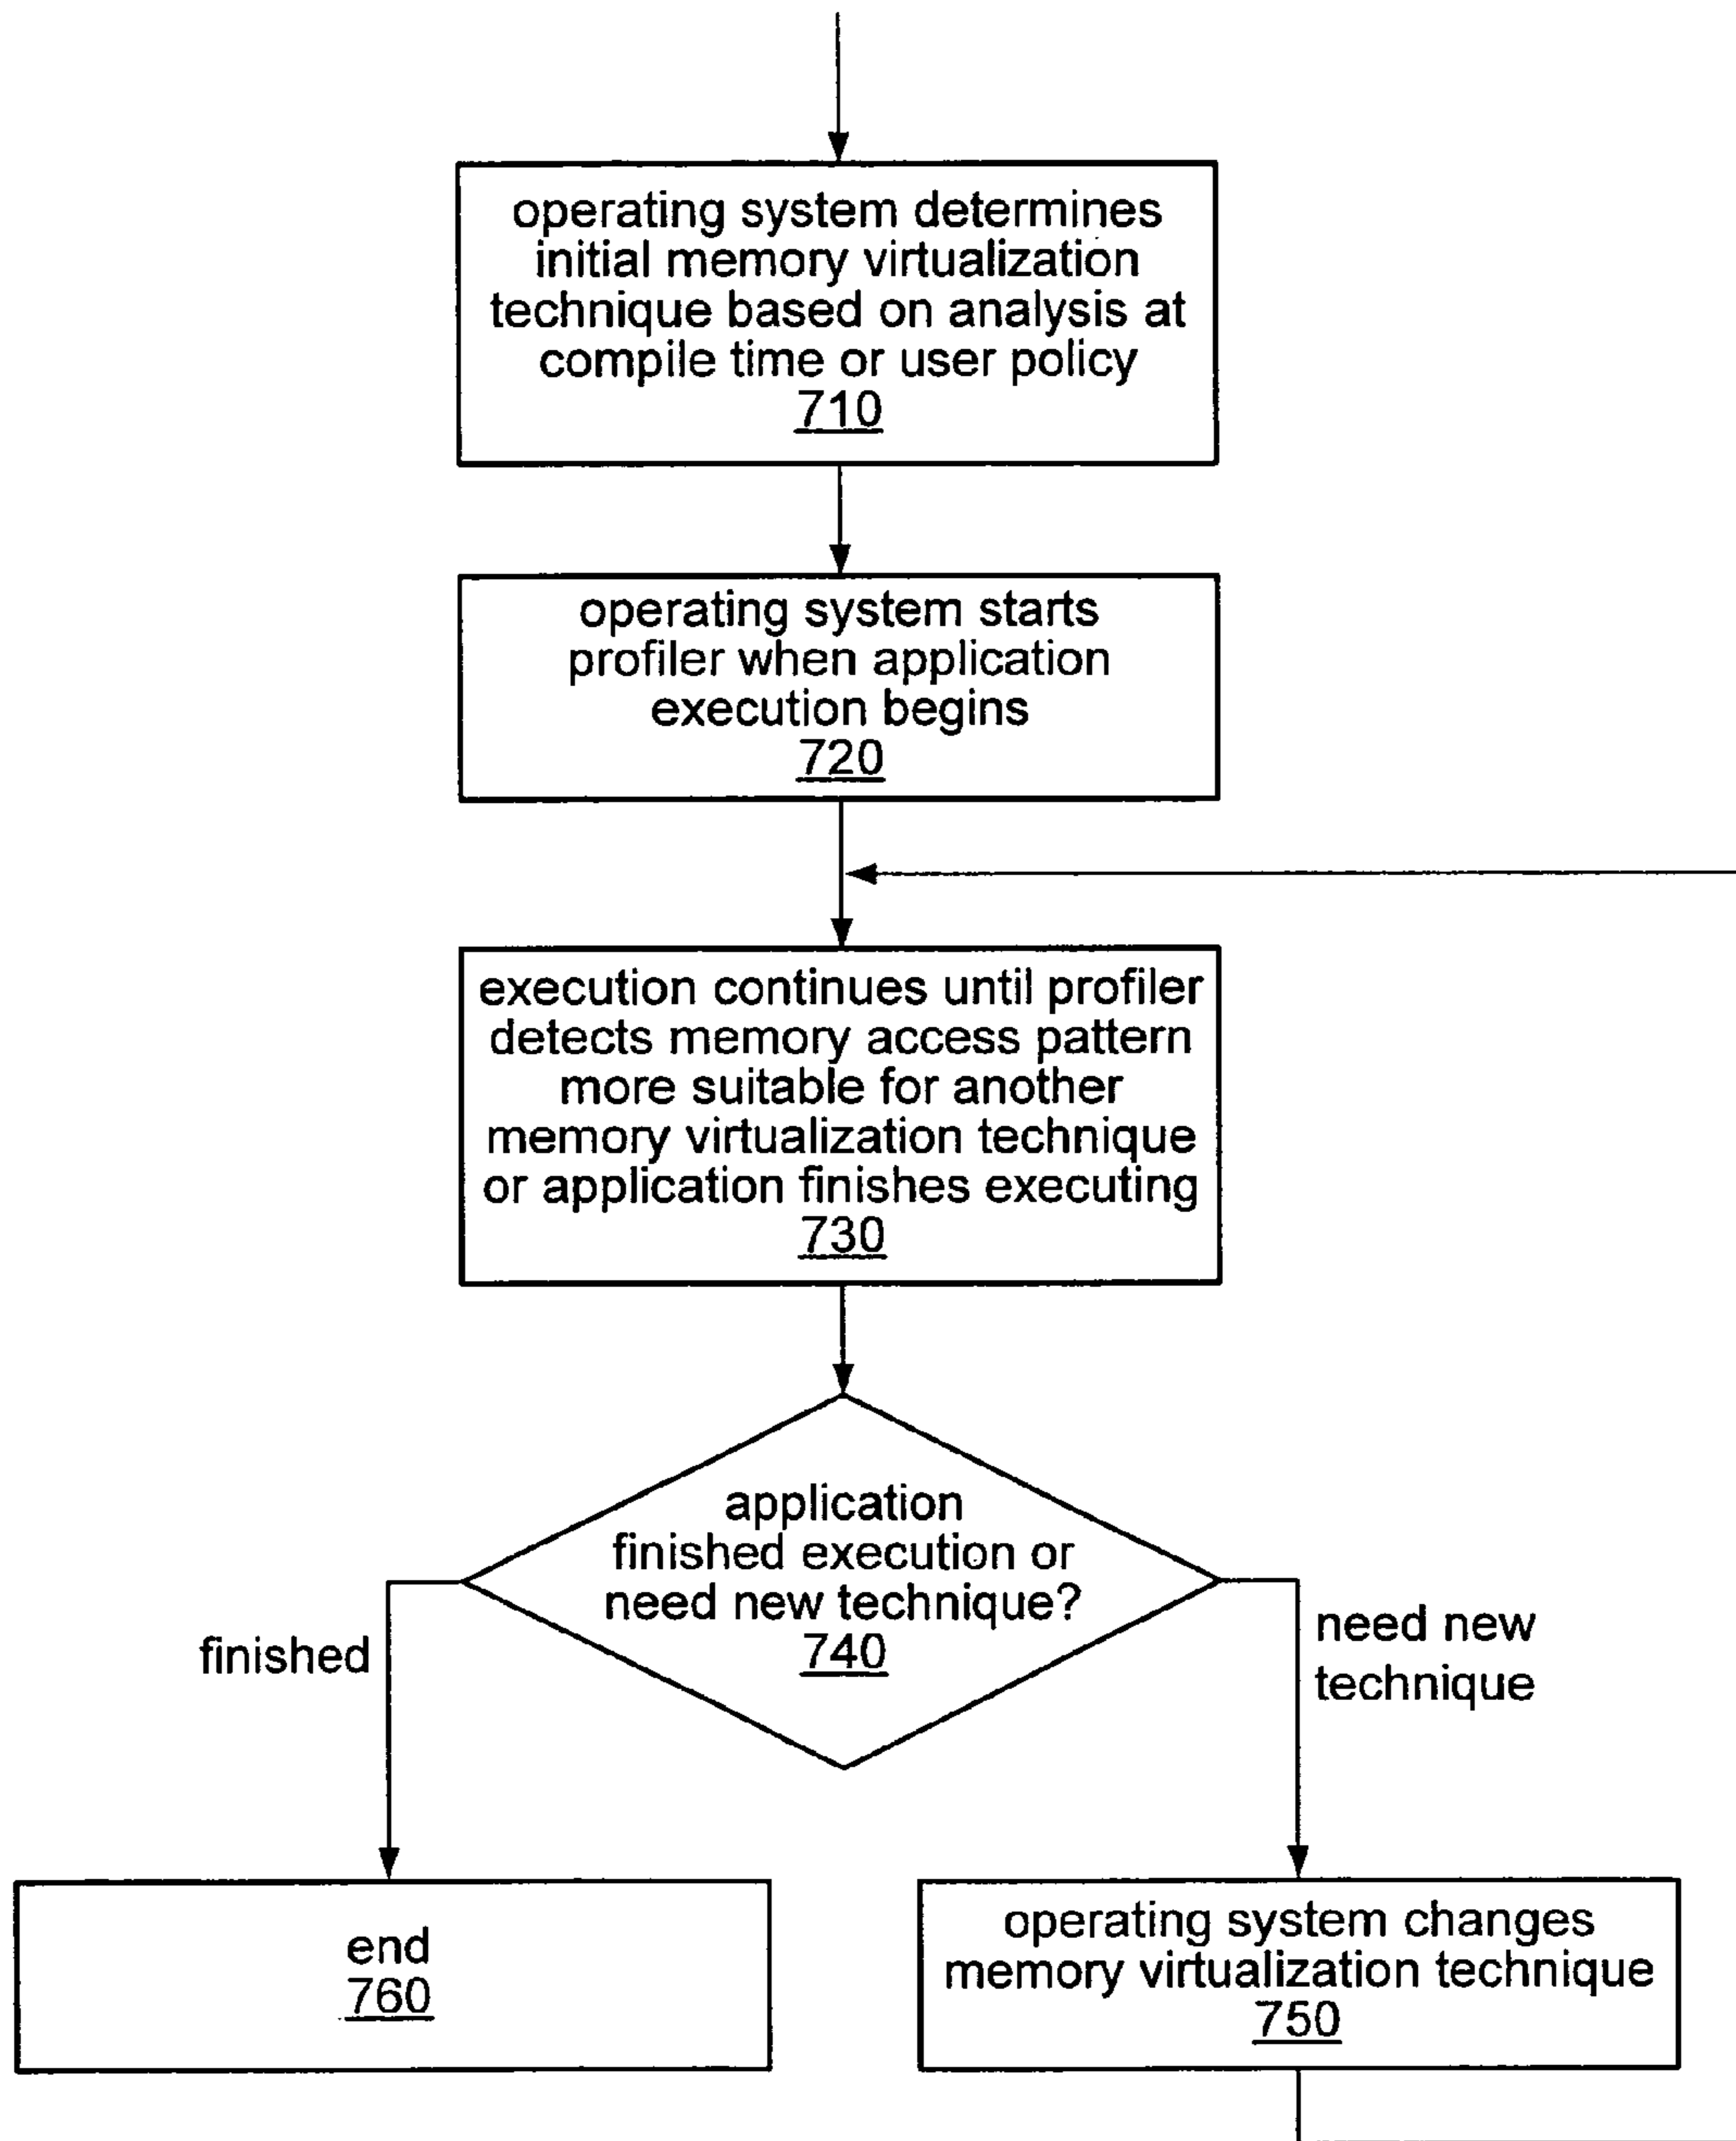 operating system determines
initial memory virtualization
technique based on analysis at
compile time or user policy
710
operating system starts
profiler when application
execution begins
720
execution continues until profiler
detects memory access pattern
more suitable for another
memory virtualization technique
or application finishes executing
730
application
finished execution or
need new technique?
740
finished
need new
technique
end
760
operating system changes
memory virtualization technique
750